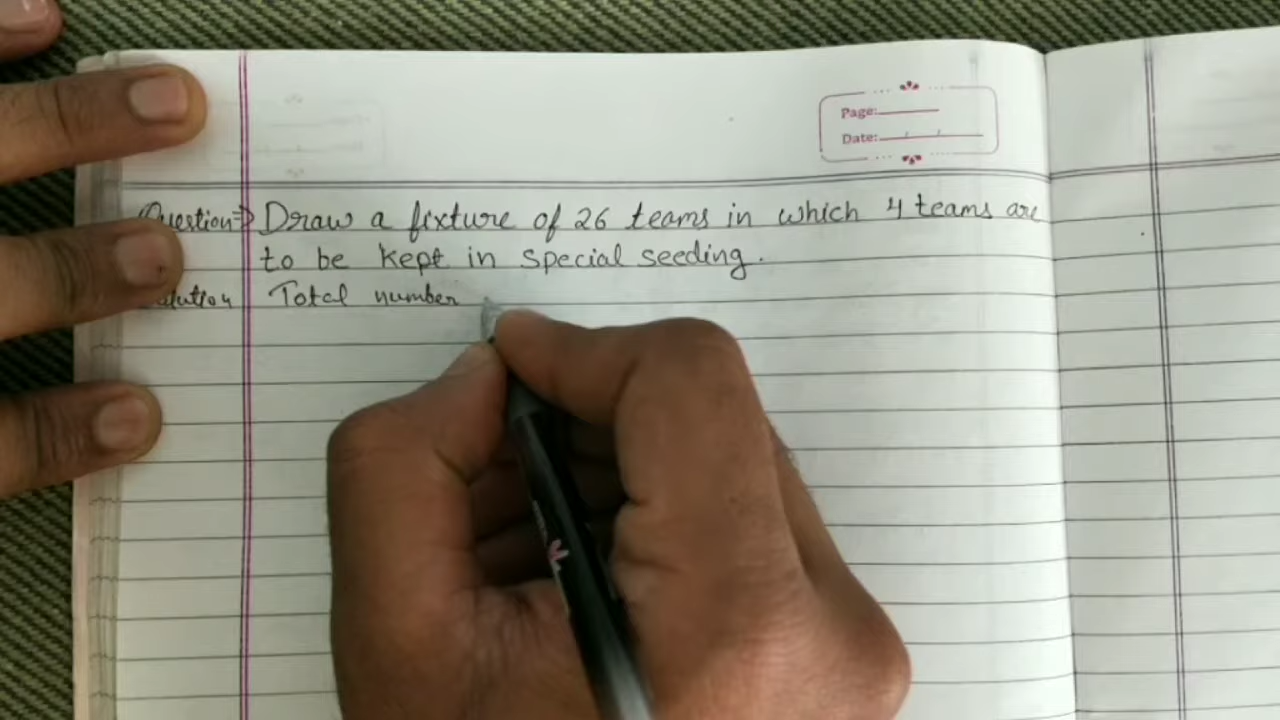 Page:
Date:
Question⇒ Draw a fixture of 26 teams in which 4 teams are
to be kept in special seeding.
Total number